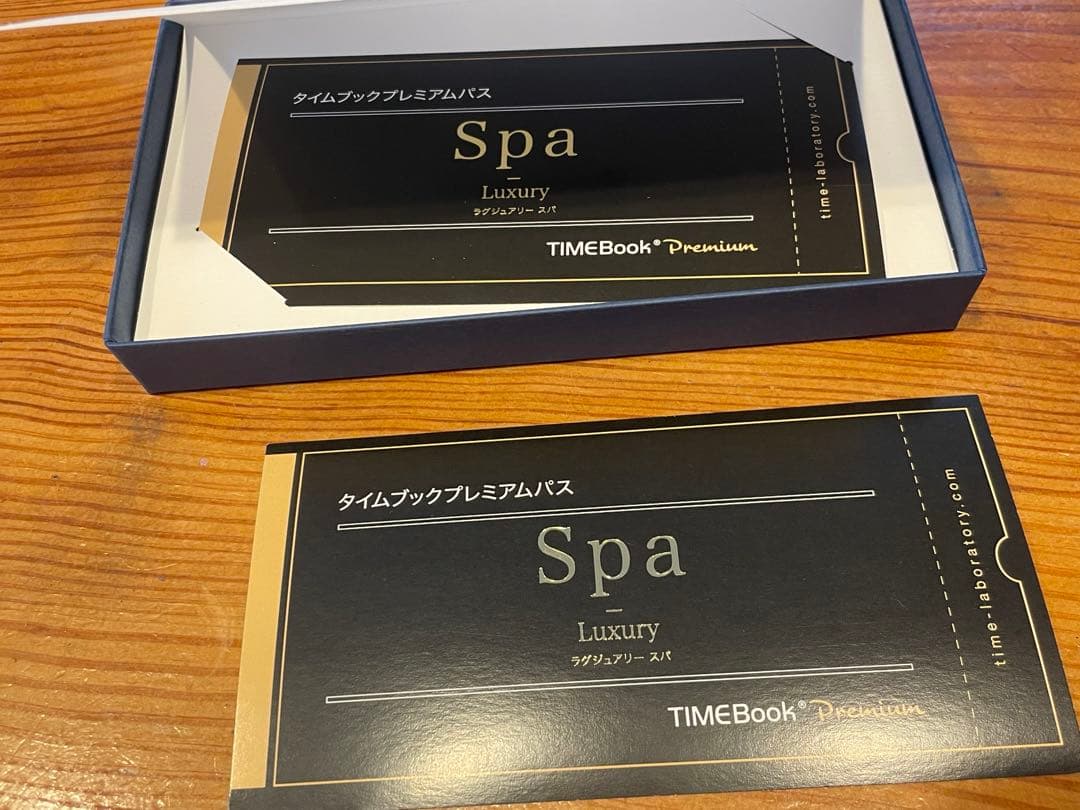 タイムブックプレミアムパス
Spa
Luxury
ラグジュアリー スパ
TIMEBook® Premium
time-laboratory.com
タイムブックプレミアムパス
Spa
Luxury
ラグジュアリー スパ
TIMEBook® Premium
time-laboratory.com